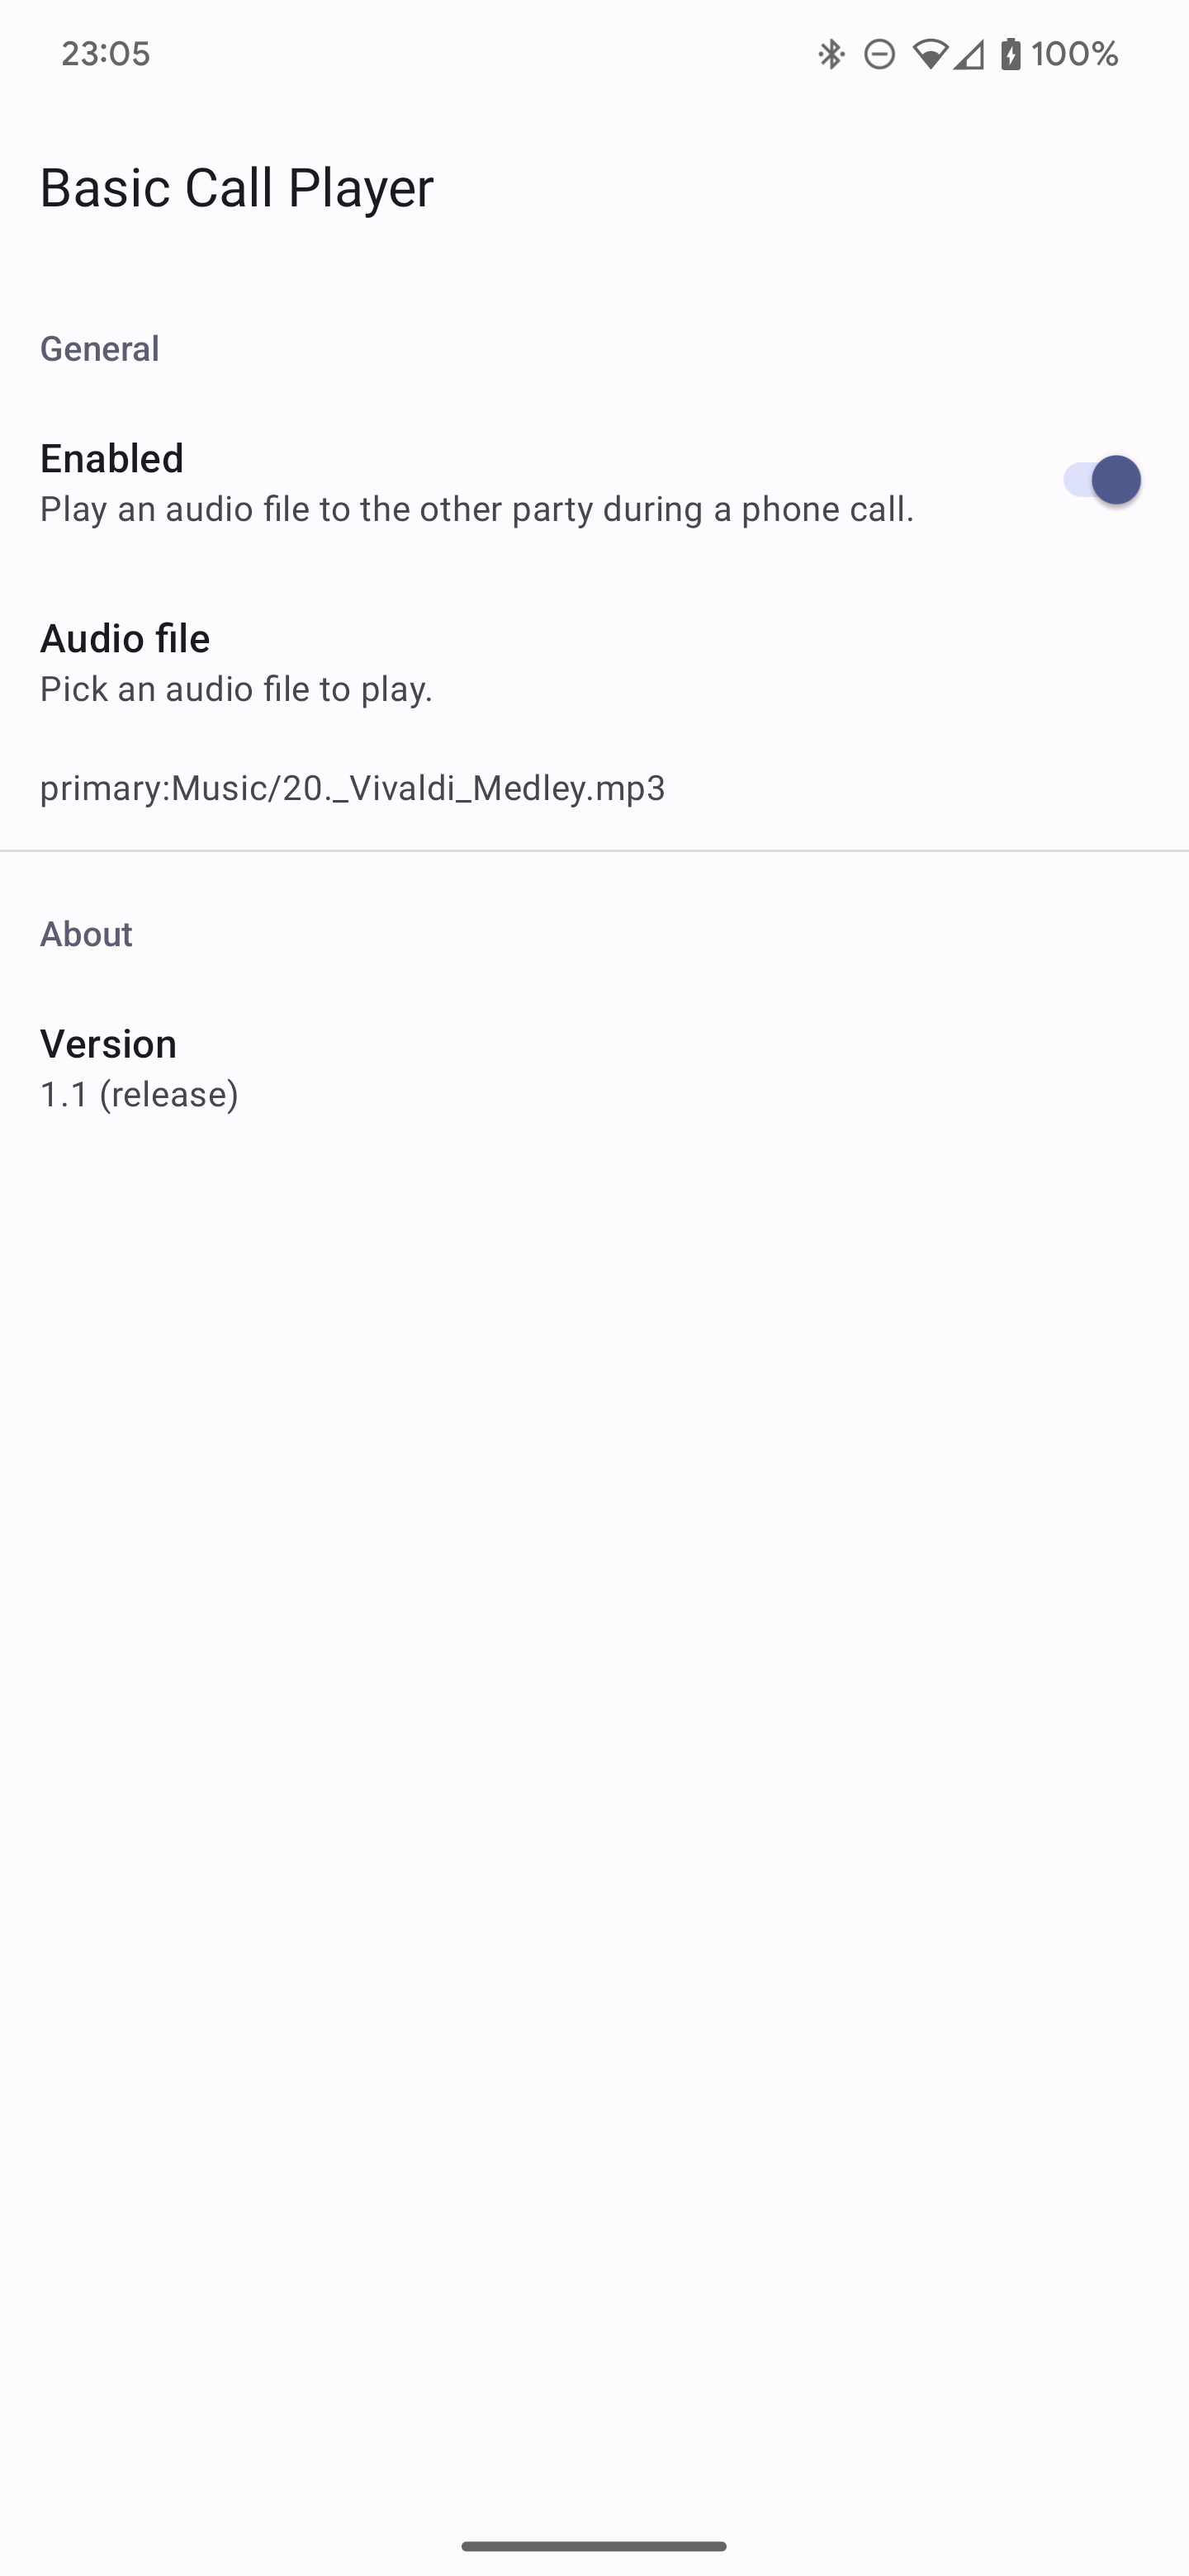 23:05
100%
Basic Call Player
General
Enabled
Play an audio file to the other party during a phone call.
Audio file
Pick an audio file to play.
primary:Music/20._Vivaldi_Medley.mp3
About
Version
1.1 (release)